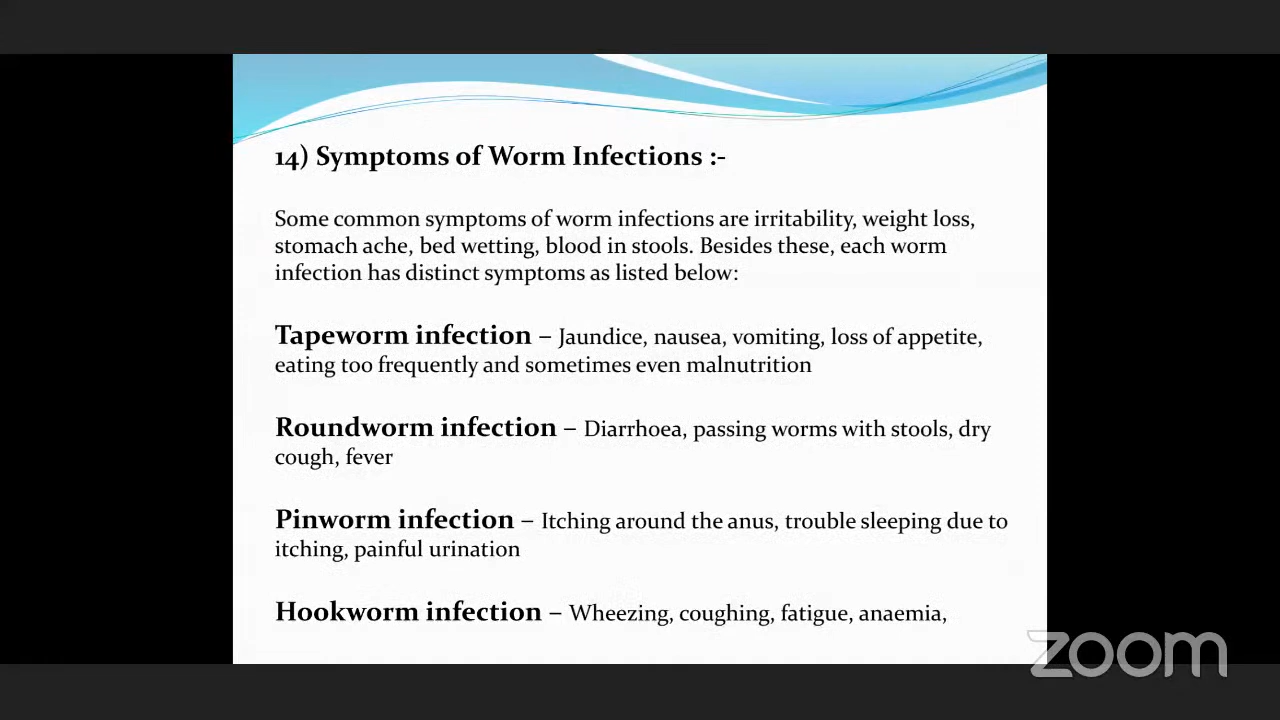 14) Symptoms of Worm Infections :-
Some common symptoms of worm infections are irritability, weight loss,
stomach ache, bed wetting, blood in stools. Besides these, each worm
infection has distinct symptoms as listed below:
Tapeworm infection – Jaundice, nausea, vomiting, loss of appetite,
eating too frequently and sometimes even malnutrition
Roundworm infection – Diarrhoea, passing worms with stools, dry
cough, fever
Pinworm infection – Itching around the anus, trouble sleeping due to
itching, painful urination
Hookworm infection – Wheezing, coughing, fatigue, anaemia,
zoom